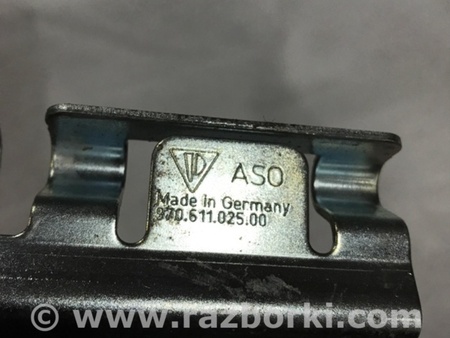 ASO
Made in Germany
970.611.025.00
© www.razborki.com